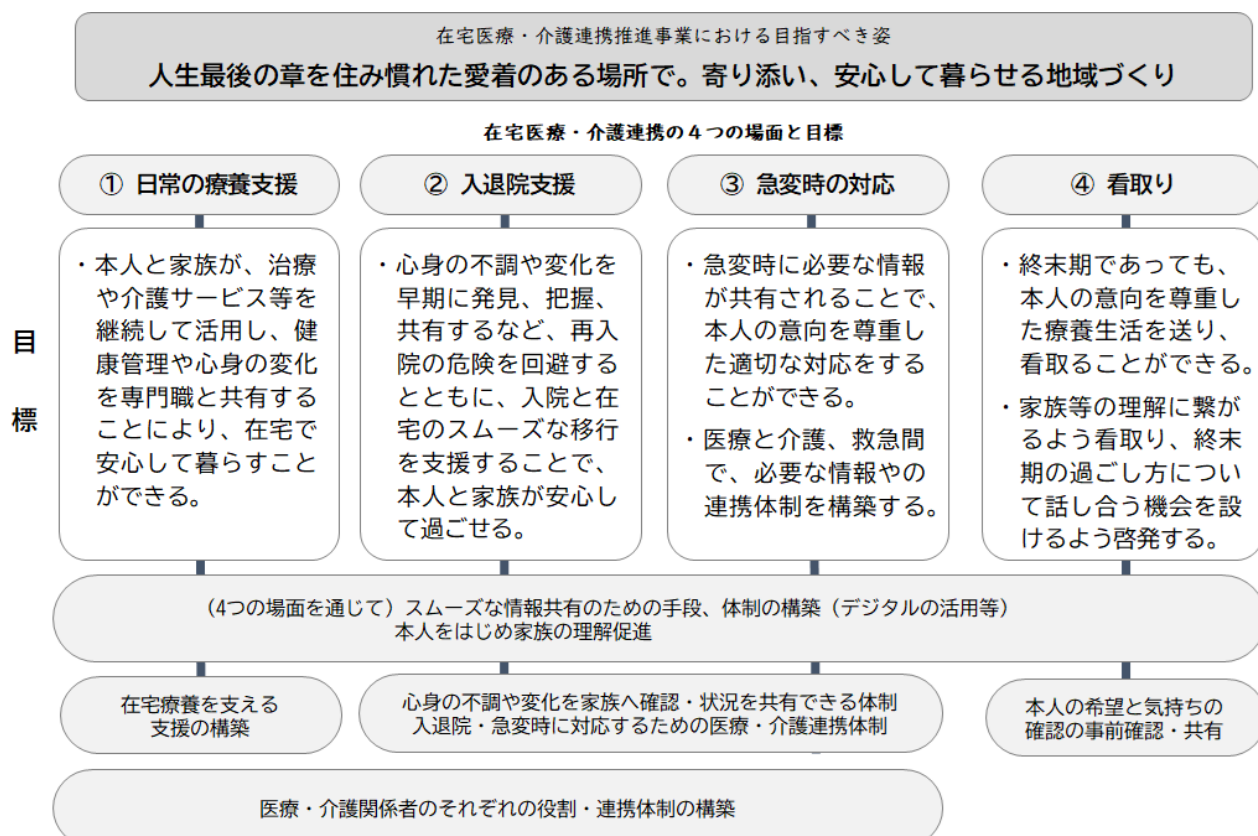 在宅医療・介護連携推進事業における目指すべき姿
人生最後の章を住み慣れた愛着のある場所で。寄り添い、安心して暮らせる地域づくり
在宅医療・介護連携の４つの場面と目標
① 日常の療養支援
② 入退院支援
③ 急変時の対応
④ 看取り
目
標
・本人と家族が、治療
や介護サービス等を
継続して活用し、健
康管理や心身の変化
を専門職と共有する
ことにより、在宅で
安心して暮らすこと
ができる。
・心身の不調や変化を
早期に発見、把握、
共有するなど、再入
院の危険を回避する
とともに、入院と在
宅のスムーズな移行
を支援することで、
本人と家族が安心し
て過ごせる。
・急変時に必要な情報
が共有されることで、
本人の意向を尊重し
た適切な対応をする
ことができる。
・医療と介護、救急間
で、必要な情報やの
連携体制を構築する。
・終末期であっても、
本人の意向を尊重し
た療養生活を送り、
看取ることができる。
・家族等の理解に繋が
るよう看取り、終末
期の過ごし方につい
て話し合う機会を設
けるよう啓発する。
（4つの場面を通じて）スムーズな情報共有のための手段、体制の構築（デジタルの活用等）
本人をはじめ家族の理解促進
在宅療養を支える
支援の構築
心身の不調や変化を家族へ確認・状況を共有できる体制
入退院・急変時に対応するための医療・介護連携体制
本人の希望と気持ちの
確認の事前確認・共有
医療・介護関係者のそれぞれの役割・連携体制の構築